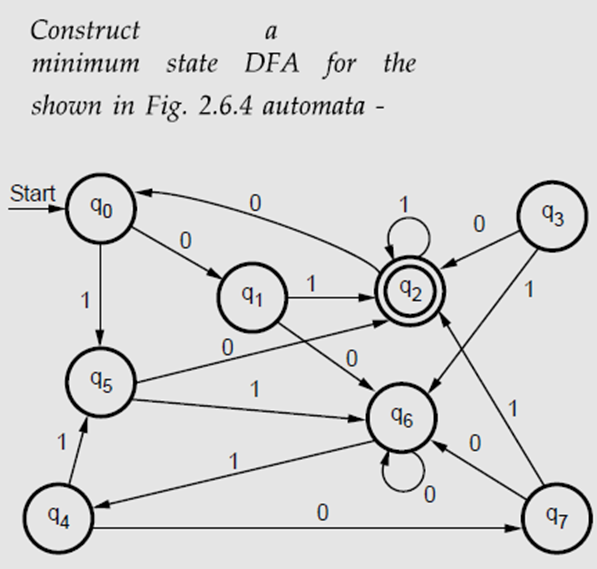 Construct a
minimum state DFA for the
shown in Fig. 2.6.4 automata -
Start
q0
0
1
0
q1
1
0
1
q2
0
q3
1
q5
0
1
0
q6
1
0
0
1
1
q4
0
q7